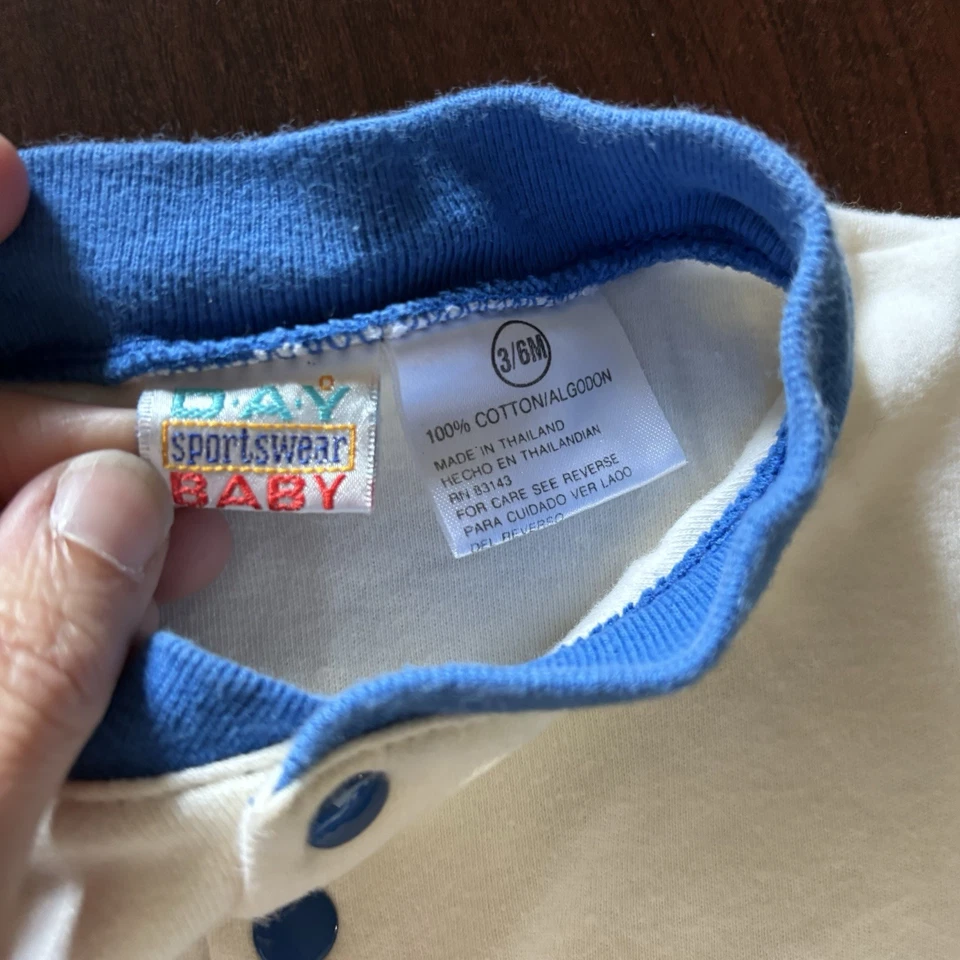 D.A.Y
sportswear
BABY
3/6M
100% COTTON/ALGODON
MADE IN THAILAND
HECHO EN THAILANDIAN
RN 83143
FOR CARE SEE REVERSE
PARA CUIDADO VER LAOO
DEL REVERSO